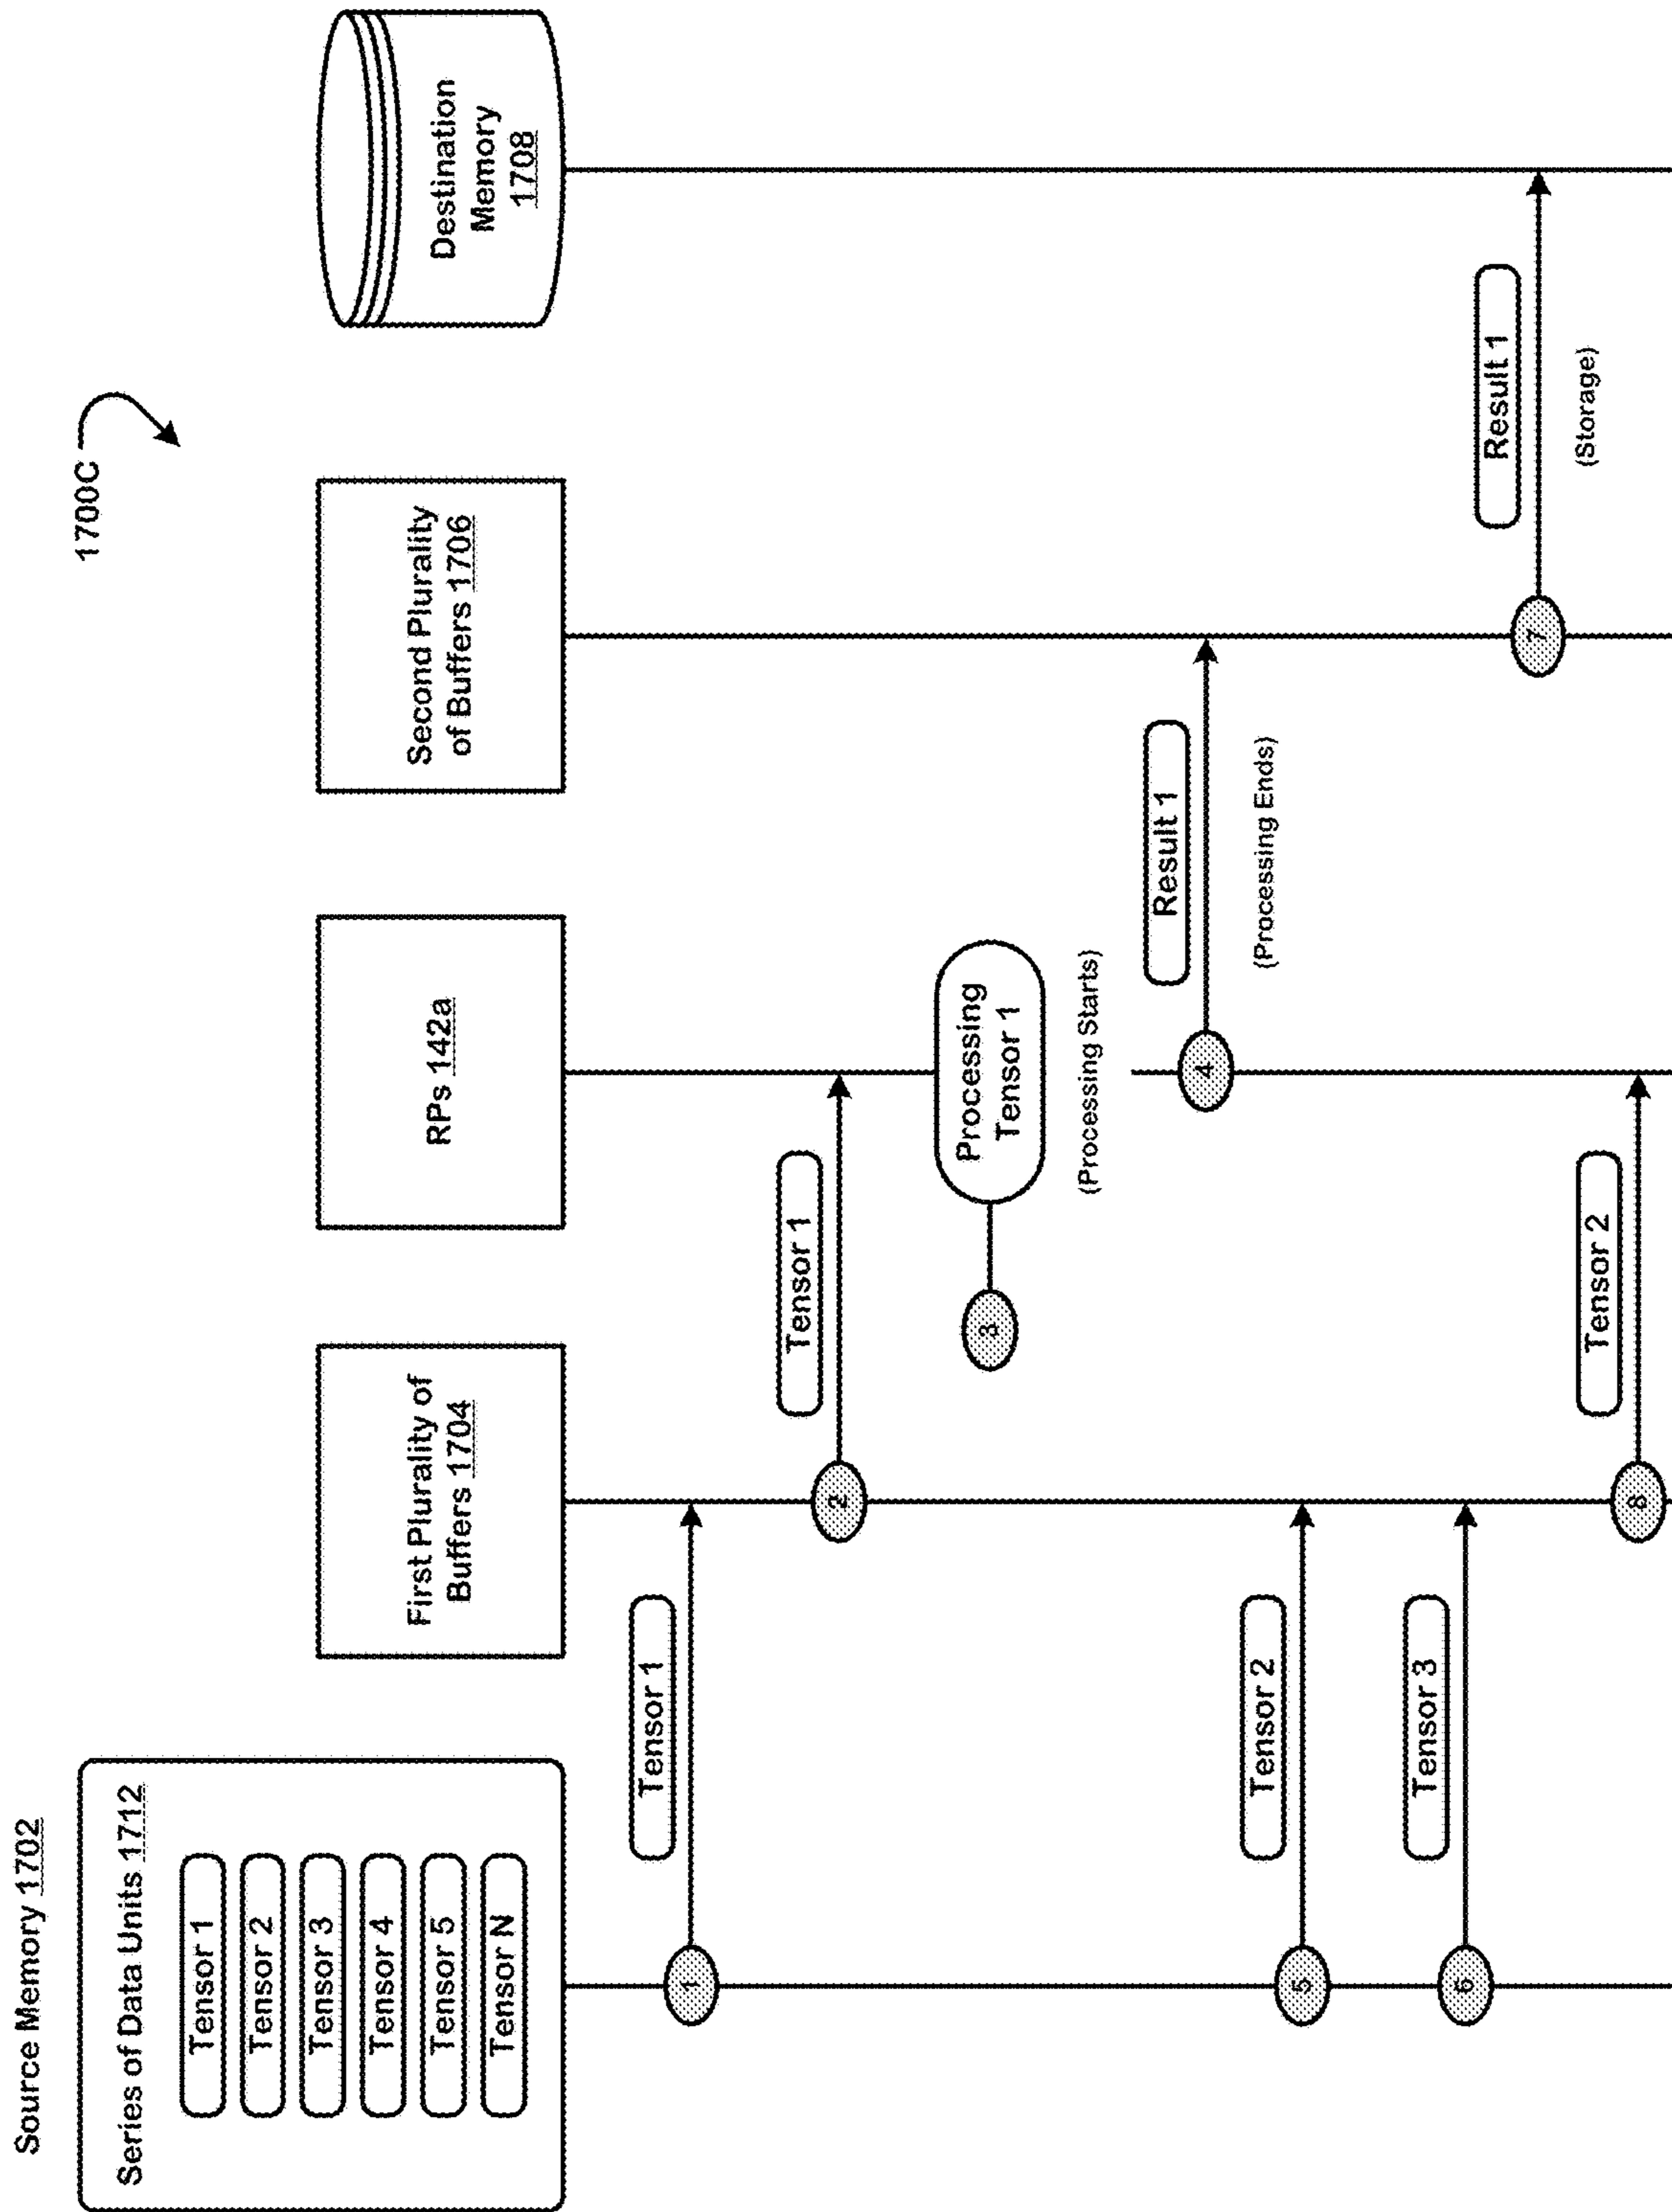 1700C
Source Memory 1702
Series of Data Units 1712
Tensor 1
Tensor 2
Tensor 3
Tensor 4
Tensor 5
Tensor N
First Plurality of
Buffers 1704
RPs 142a
Second Plurality
of Buffers 1706
Destination
Memory
1708
Tensor 1
1
Tensor 1
2
3
Processing
Tensor 1
(Processing Starts)
Result 1
4
(Processing Ends)
Tensor 2
5
Tensor 3
6
Result 1
7
(Storage)
Tensor 2
8